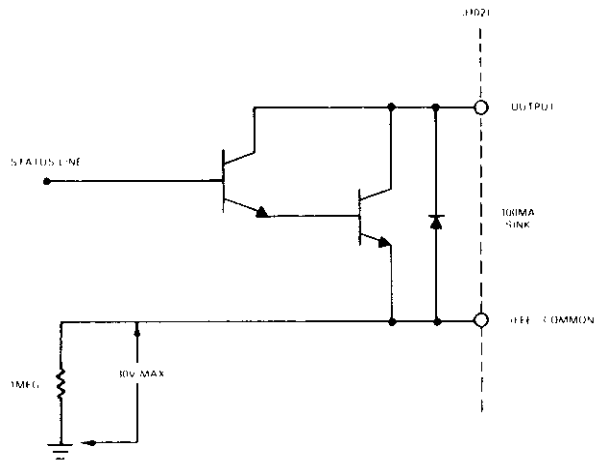 OUTPUT
STATUS LINE
100MA
SINK
COMMON
30V MAX
1MEG